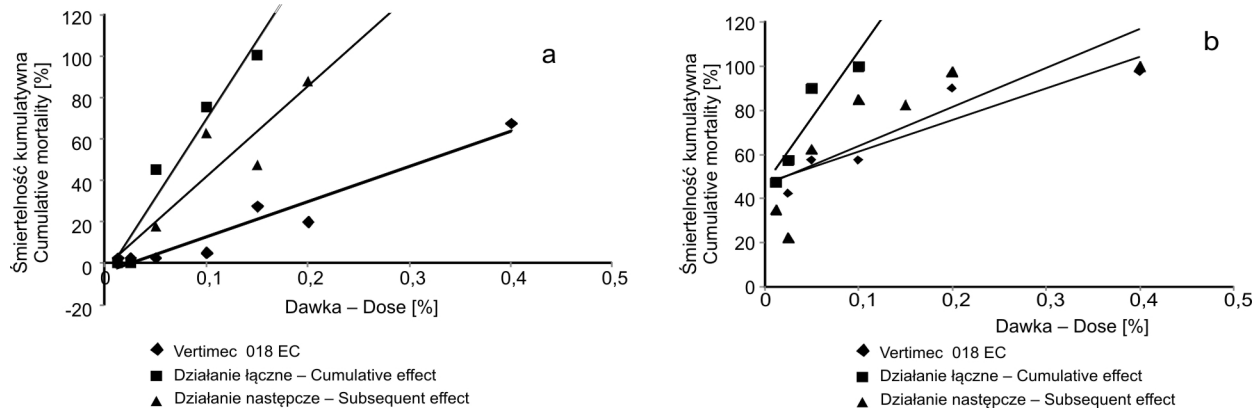 Śmiertelność kumulatywna
Cumulative mortality [%]
120
100
80
60
40
20
0
-20
0
0,1
0,2
0,3
0,4
0,5
a
Dawka – Dose [%]
Vertimec 018 EC
Działanie łączne – Cumulative effect
Działanie następcze – Subsequent effect
Śmiertelność kumulatywna
Cumulative mortality [%]
120
100
80
60
40
20
0
0
0,1
0,2
0,3
0,4
0,5
b
Dawka – Dose [%]
Vertimec 018 EC
Działanie łączne – Cumulative effect
Działanie następcze – Subsequent effect